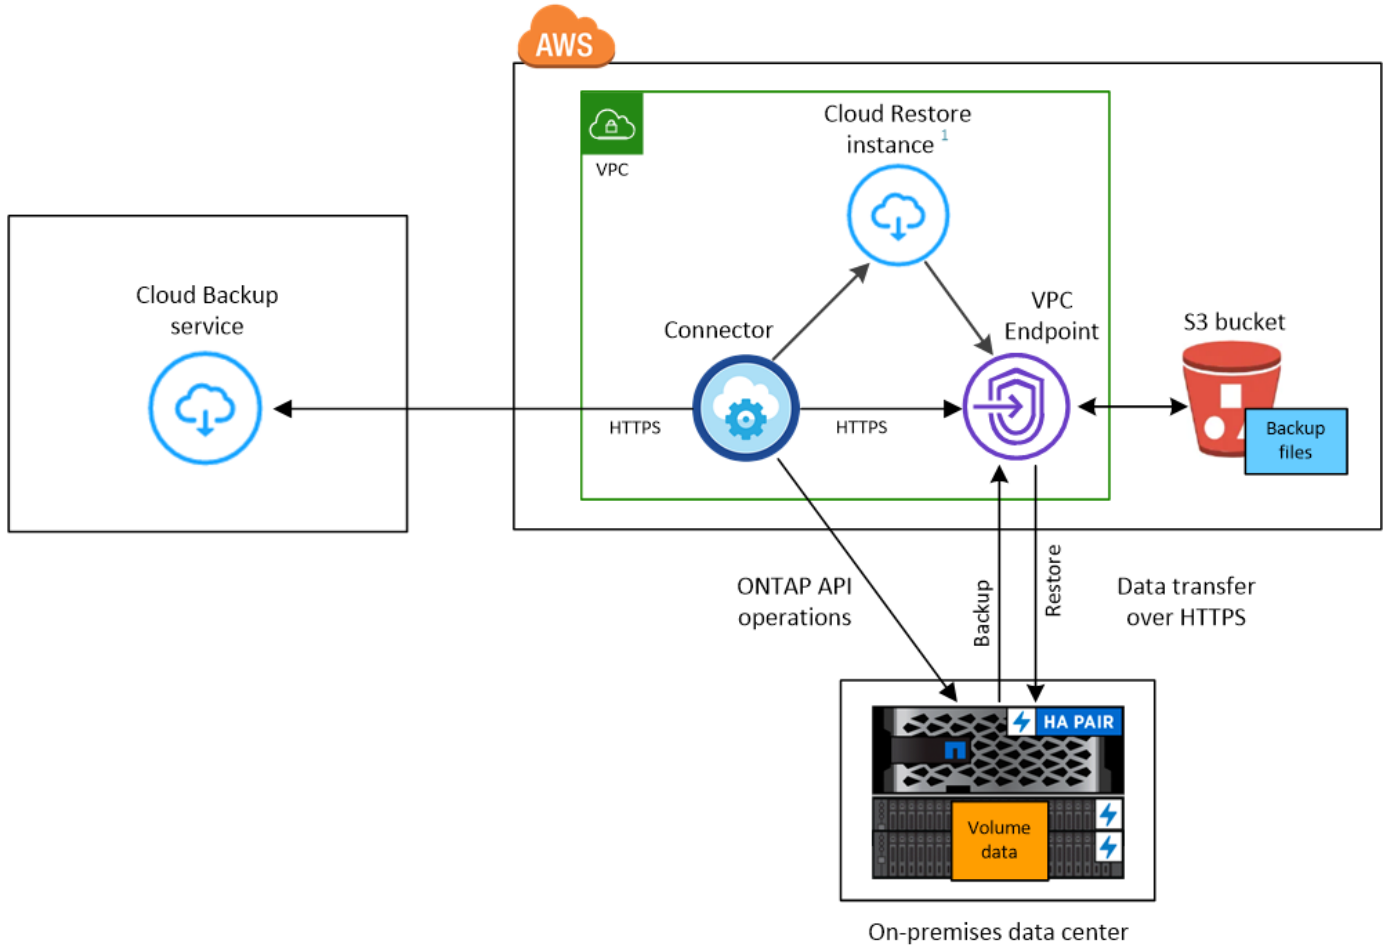 AWS
VPC
Cloud Restore
instance 1
Cloud Backup
service
Connector
VPC
Endpoint
S3 bucket
HTTPS
HTTPS
Backup
files
ONTAP API
operations
Backup
Restore
Data transfer
over HTTPS
HA PAIR
Volume
data
On-premises data center